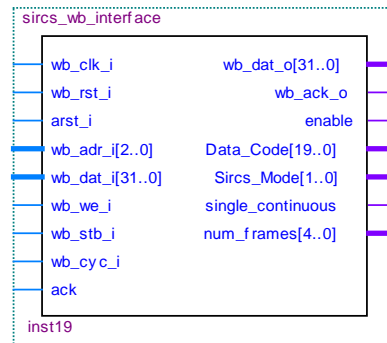 sircs_wb_interface
wb_clk_i wb_dat_o[31..0]
wb_rst_i wb_ack_o
arst_i enable
wb_adr_i[2..0] Data_Code[19..0]
wb_dat_i[31..0] Sircs_Mode[1..0]
wb_we_i single_continuous
wb_stb_i num_frames[4..0]
wb_cyc_i
ack
inst19